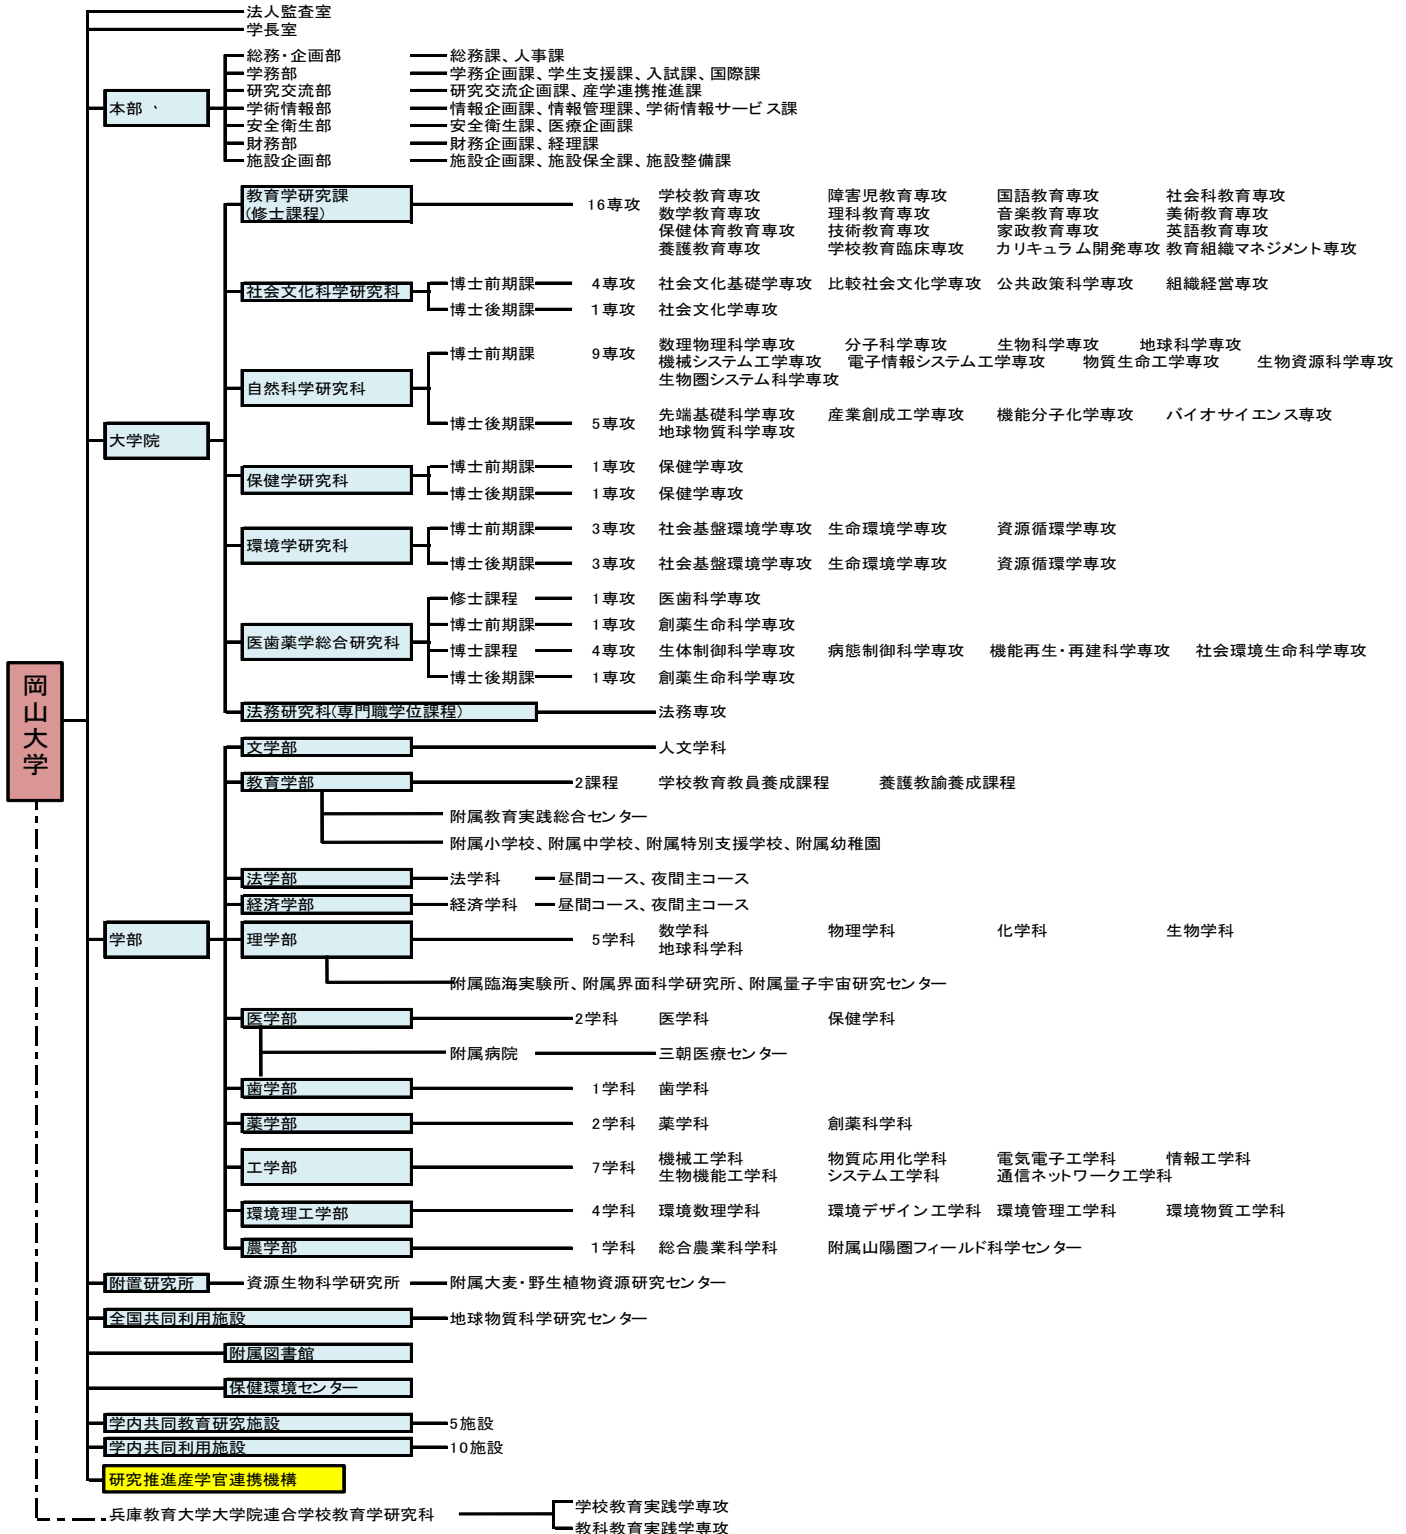 法人監査室
学長室
総務・企画部 総務課、人事課
学務部 学務企画課、学生支援課、入試課、国際課
研究交流部 研究交流企画課、産学連携推進課
本部 、 学術情報部 情報企画課、情報管理課、学術情報サービス課
安全衛生部 安全衛生課、医療企画課
財務部 財務企画課、経理課
施設企画部 施設企画課、施設保全課、施設整備課
教育学研究課 学校教育専攻 障害児教育専攻 国語教育専攻 社会科教育専攻
(修士課程) 16専攻 数学教育専攻 理科教育専攻 音楽教育専攻 美術教育専攻
保健体育教育専攻 技術教育専攻 家政教育専攻 英語教育専攻
養護教育専攻 学校教育臨床専攻 カリキュラム開発専攻 教育組織マネジメント専攻
社会文化科学研究科 博士前期課 4専攻 社会文化基礎学専攻 比較社会文化学専攻 公共政策科学専攻 組織経営専攻
博士後期課 1専攻 社会文化学専攻
数理物理科学専攻 分子科学専攻 生物科学専攻 地球科学専攻
博士前期課 9専攻 機械システム工学専攻 電子情報システム工学専攻 物質生命工学専攻 生物資源科学専攻
自然科学研究科 生物圏システム科学専攻
博士後期課 5専攻 先端基礎科学専攻 産業創成工学専攻 機能分子化学専攻 バイオサイエンス専攻
大学院 地球物質科学専攻
博士前期課 1専攻 保健学専攻
保健学研究科
博士後期課 1専攻 保健学専攻
博士前期課 3専攻 社会基盤環境学専攻 生命環境学専攻 資源循環学専攻
環境学研究科
博士後期課 3専攻 社会基盤環境学専攻 生命環境学専攻 資源循環学専攻
修士課程 1専攻 医歯科学専攻
博士前期課 1専攻 創薬生命科学専攻
医歯薬学総合研究科
博士課程 4専攻 生体制御科学専攻 病態制御科学専攻 機能再生・再建科学専攻 社会環境生命科学専攻
博士後期課 1専攻 創薬生命科学専攻
法務研究科(専門職学位課程) 法務専攻
岡山大学
文学部 人文学科
教育学部 2課程 学校教育教員養成課程 養護教諭養成課程
附属教育実践総合センター
附属小学校、附属中学校、附属特別支援学校、附属幼稚園
法学部 法学科 昼間コース、夜間主コース
経済学部 経済学科 昼間コース、夜間主コース
学部 理学部 5学科 数学科 物理学科 化学科 生物学科
地球科学科
附属臨海実験所、附属界面科学研究所、附属量子宇宙研究センター
医学部 2学科 医学科 保健学科
附属病院 三朝医療センター
歯学部 1学科 歯学科
薬学部 2学科 薬学科 創薬科学科
工学部 7学科 機械工学科 物質応用化学科 電気電子工学科 情報工学科
生物機能工学科 システム工学科 通信ネットワーク工学科
環境理工学部 4学科 環境数理学科 環境デザイン工学科 環境管理工学科 環境物質工学科
農学部 1学科 総合農業科学科 附属山陽圏フィールド科学センター
附置研究所 資源生物科学研究所 附属大麦・野生植物資源研究センター
全国共同利用施設 地球物質科学研究センター
附属図書館
保健環境センター
学内共同教育研究施設 5施設
学内共同利用施設 10施設
研究推進産学官連携機構
兵庫教育大学大学院連合学校教育学研究科 学校教育実践学専攻
教科教育実践学専攻